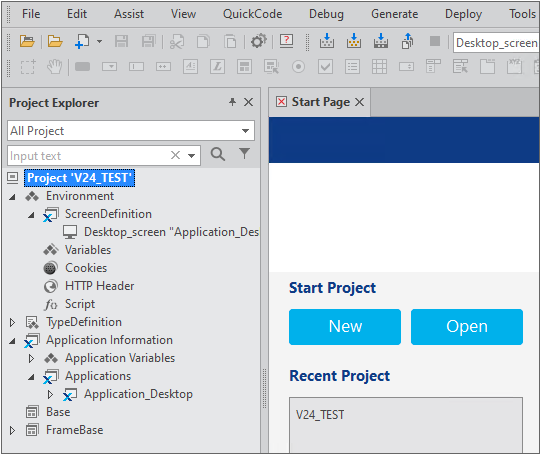 Edit Assist View QuickCode Debug Generate Deploy Tools
Desktop_screen
Project Explorer
Start Page
All Project
Input text
Project 'V24_TEST'
Environment
ScreenDefinition
Desktop_screen "Application_Des
Variables
Cookies
HTTP Header
Script
TypeDefinition
Application Information
Application Variables
Applications
Application_Desktop
Base
FrameBase
Start Project
New Open
Recent Project
V24_TEST